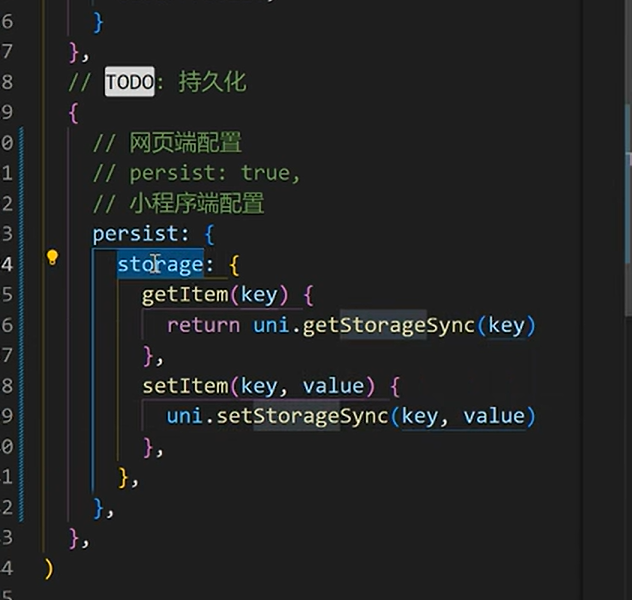 6 }
7 },
8 // TODO: 持久化
9 {
0 // 网页端配置
1 // persist: true,
2 // 小程序端配置
3 persist: {
4 storage: {
5 getItem(key) {
6 return uni.getStorageSync(key)
7 },
8 setItem(key, value) {
9 uni.setStorageSync(key, value)
0 },
1 },
2 },
3 },
4 )
5